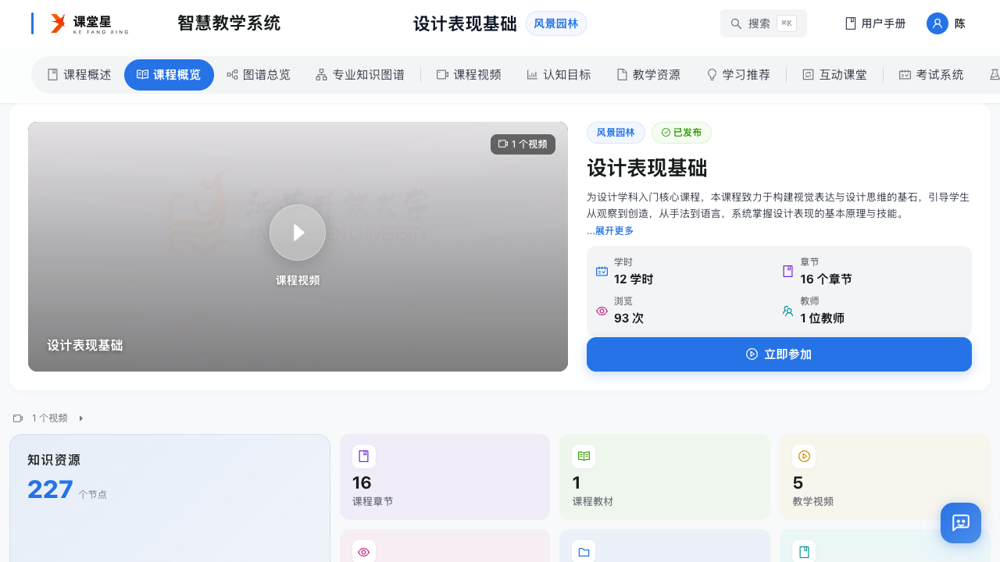 课堂星
KE TANG XING
智慧教学系统
设计表现基础
风景园林
搜索
⌘K
用户手册
陈
课程概述
课程概览
图谱总览
专业知识图谱
课程视频
认知目标
教学资源
学习推荐
互动课堂
考试系统
1 个视频
课程视频
设计表现基础
风景园林
已发布
设计表现基础
为设计学科入门核心课程，本课程致力于构建视觉表达与设计思维的基石，引导学生
从观察到创造，从手法到语言，系统掌握设计表现的基本原理与技能。
...展开更多
学时
12 学时
章节
16 个章节
浏览
93 次
教师
1 位教师
立即参加
1 个视频
知识资源
227 个节点
16
课程章节
1
课程教材
5
教学视频